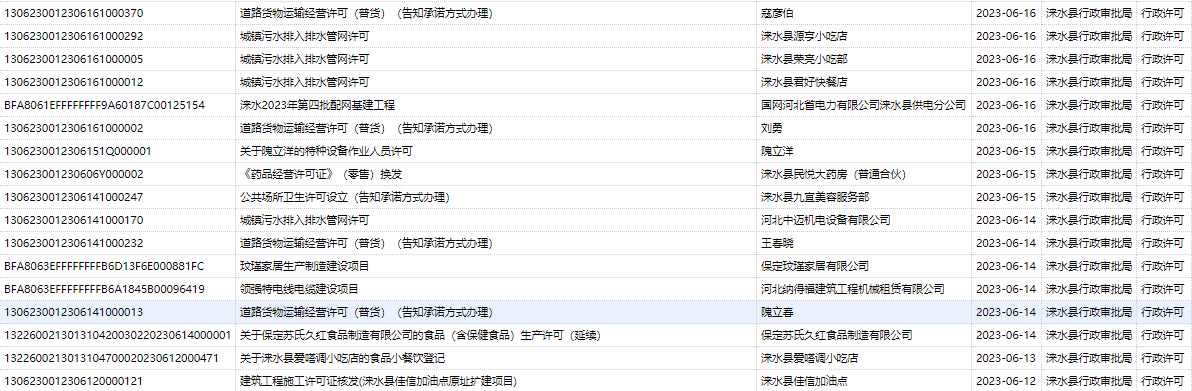 1306230012306161000370 道路货物运输经营许可（普货）（告知承诺方式办理） 寇彦伯 2023-06-16 涞水县行政审批局 行政许可
1306230012306161000292 城镇污水排入排水管网许可 涞水县源亨小吃店 2023-06-16 涞水县行政审批局 行政许可
1306230012306161000005 城镇污水排入排水管网许可 涞水县荣亮小吃部 2023-06-16 涞水县行政审批局 行政许可
1306230012306161000012 城镇污水排入排水管网许可 涞水县君好快餐店 2023-06-16 涞水县行政审批局 行政许可
BFA8061EFFFFFFFF9A60187C00125154 涞水2023年第四批配网基建工程 国网河北省电力有限公司涞水县供电分公司 2023-06-16 涞水县行政审批局 行政许可
1306230012306161000002 道路货物运输经营许可（普货）（告知承诺方式办理） 刘勇 2023-06-16 涞水县行政审批局 行政许可
1306230012306151Q000001 关于隗立洋的特种设备作业人员许可 隗立洋 2023-06-15 涞水县行政审批局 行政许可
13062300123060​6Y000002 《药品经营许可证》（零售）换发 涞水县民悦大药房（普通合伙） 2023-06-15 涞水县行政审批局 行政许可
1306230012306141000247 公共场所卫生许可设立（告知承诺方式办理） 涞水县九宣美容服务部 2023-06-15 涞水县行政审批局 行政许可
1306230012306141000170 城镇污水排入排水管网许可 河北中迈机电设备有限公司 2023-06-14 涞水县行政审批局 行政许可
1306230012306141000232 道路货物运输经营许可（普货）（告知承诺方式办理） 王春晓 2023-06-14 涞水县行政审批局 行政许可
BFA8063EFFFFFFFFB6D13F6E000881FC 玟瑾家居生产制造建设项目 保定玟瑾家居有限公司 2023-06-14 涞水县行政审批局 行政许可
BFA8063EFFFFFFFFB6A1845B00096419 领强特电线电缆建设项目 河北纳得福建筑工程机械租赁有限公司 2023-06-14 涞水县行政审批局 行政许可
1306230012306141000013 道路货物运输经营许可（普货）（告知承诺方式办理） 隗立春 2023-06-14 涞水县行政审批局 行政许可
13226002130131042003022023061​4000001 关于保定苏氏久红食品制造有限公司的食品（含保健食品）生产许可（延续） 保定苏氏久红食品制造有限公司 2023-06-14 涞水县行政审批局 行政许可
1322600213013104700020230612000471 关于涞水县爱嗒调小吃店的食品小餐饮登记 涞水县爱嗒调小吃店 2023-06-13 涞水县行政审批局 行政许可
130623001230612​0000121 建筑工程施工许可证核发(涞水县佳信加油点原址扩建项目) 涞水县佳信加油点 2023-06-12 涞水县行政审批局 行政许可